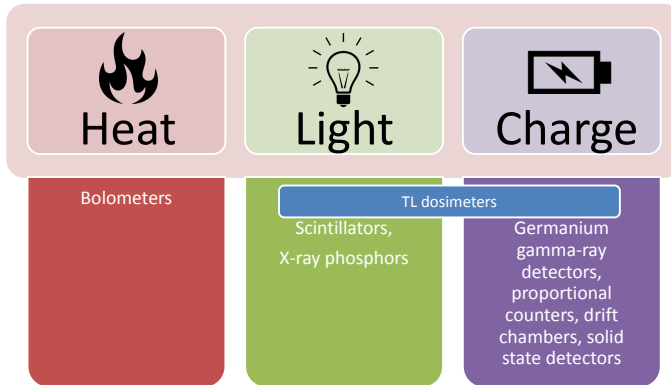 Heat
Light
Charge
Bolometers
TL dosimeters
Scintillators,
X-ray phosphors
Germanium
gamma-ray
detectors,
proportional
counters, drift
chambers, solid
state detectors